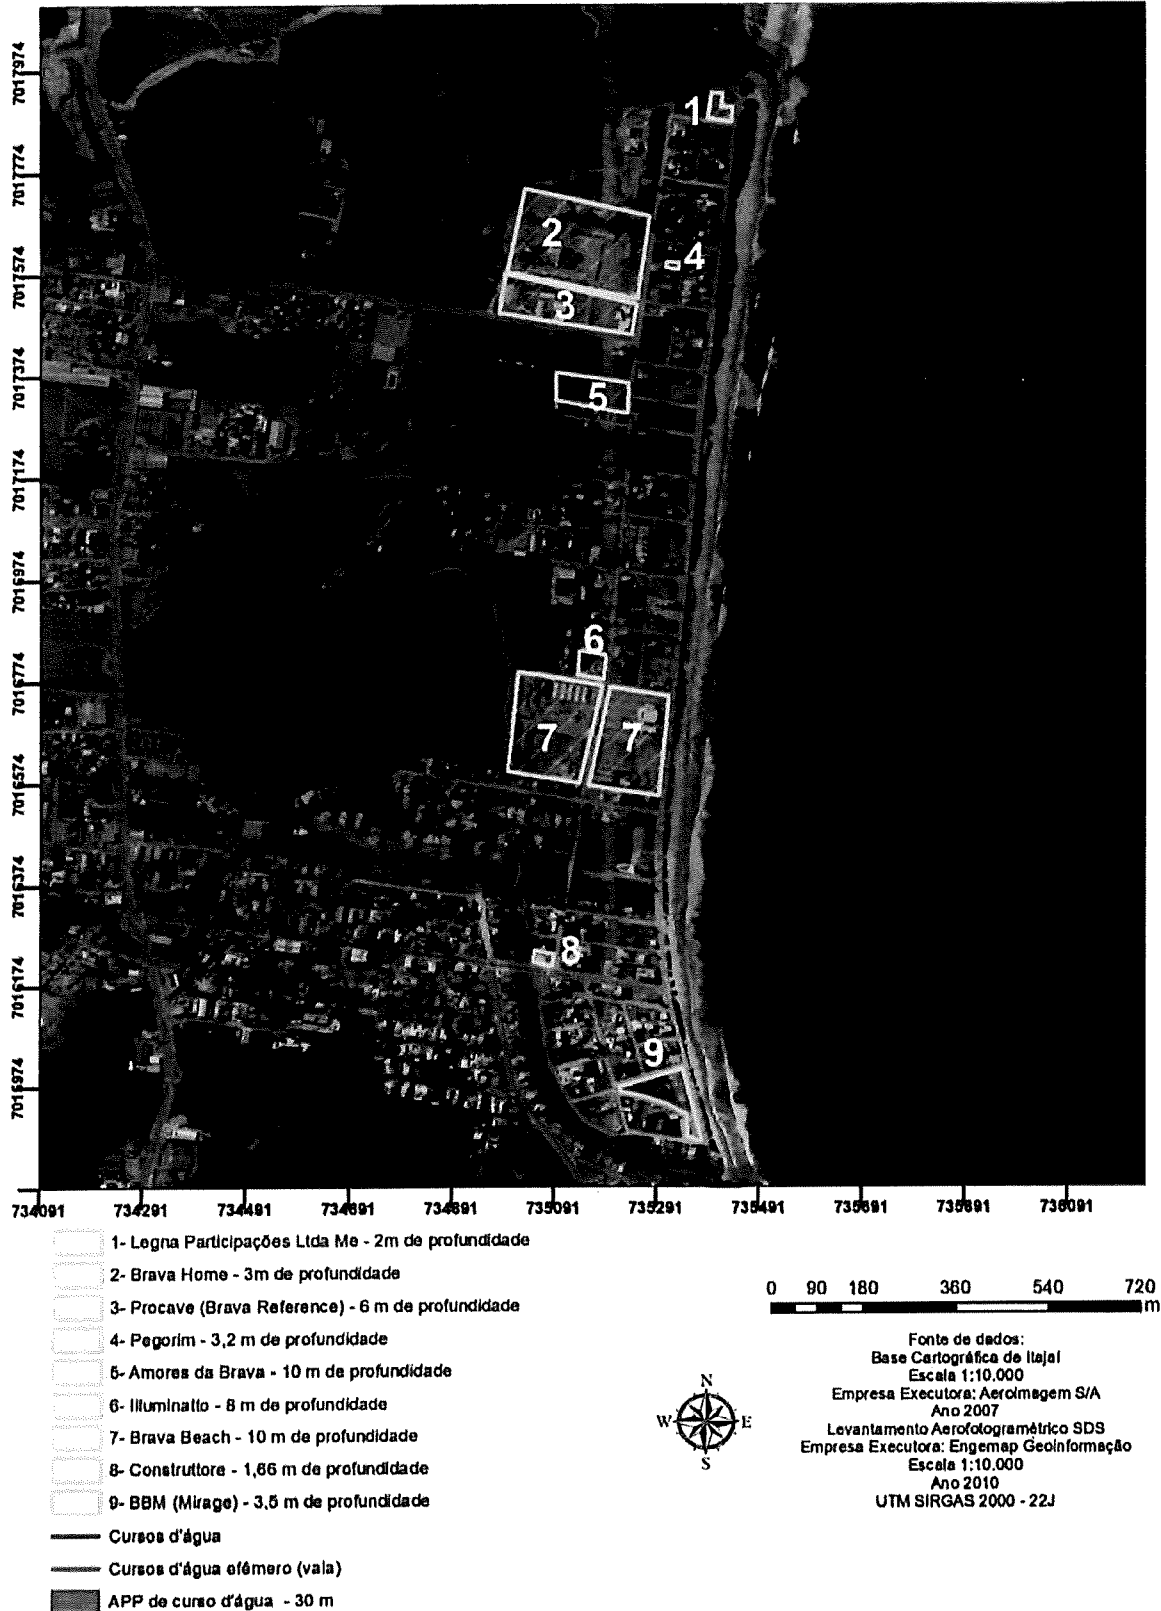 7017974
7017774
7017574
7017374
7017174
7016974
7016774
7016574
7016374
7016174
7015974
1
2
3
4
5
6
7
7
8
9
734091 734291 734491 734691 734891 735091 735291 735491 735691 735891 736091
1- Legna Participações Ltda Me - 2m de profundidade
2- Brava Home - 3m de profundidade
3- Procave (Brava Reference) - 6 m de profundidade
4- Pegorim - 3,2 m de profundidade
5- Amores da Brava - 10 m de profundidade
6- Illuminatto - 8 m de profundidade
7- Brava Beach - 10 m de profundidade
8- Construttore - 1,66 m de profundidade
9- BBM (Mirage) - 3,5 m de profundidade
Cursos d'água
Cursos d'água efêmero (vala)
APP de curso d'água - 30 m
0 90 180 360 540 720
m
N
W E
S
Fonte de dados:
Base Cartográfica de Itajaí
Escala 1:10.000
Empresa Executora: Aeroimagem S/A
Ano 2007
Levantamento Aerofotogramétrico SDS
Empresa Executora: Engemap Geoinformação
Escala 1:10.000
Ano 2010
UTM SIRGAS 2000 - 22J